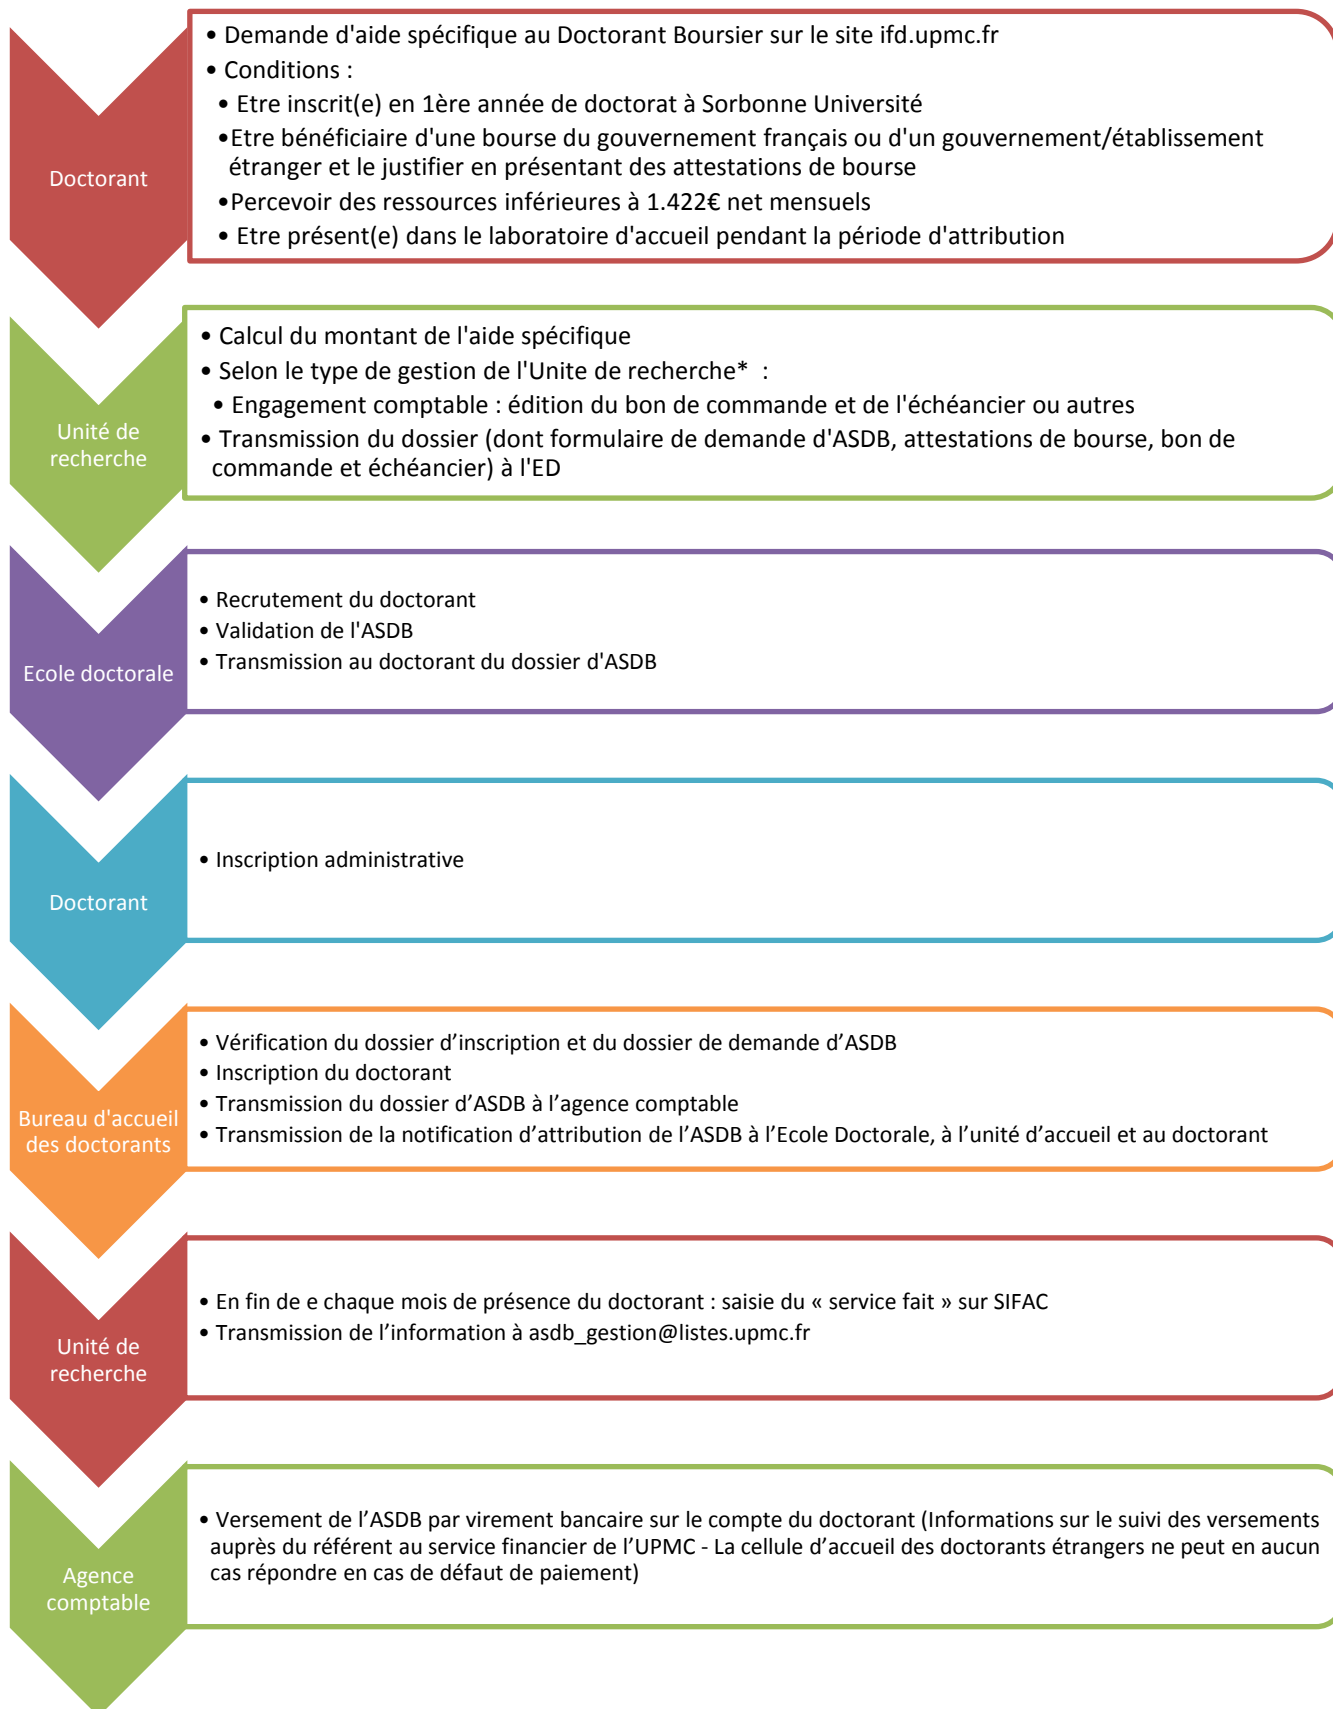 Doctorant
• Demande d'aide spécifique au Doctorant Boursier sur le site ifd.upmc.fr
• Conditions :
• Etre inscrit(e) en 1ère année de doctorat à Sorbonne Université
•Etre bénéficiaire d'une bourse du gouvernement français ou d'un gouvernement/établissement
étranger et le justifier en présentant des attestations de bourse
•Percevoir des ressources inférieures à 1.422€ net mensuels
• Etre présent(e) dans le laboratoire d'accueil pendant la période d'attribution
Unité de
recherche
• Calcul du montant de l'aide spécifique
• Selon le type de gestion de l'Unite de recherche* :
• Engagement comptable : édition du bon de commande et de l'échéancier ou autres
• Transmission du dossier (dont formulaire de demande d'ASDB, attestations de bourse, bon de
commande et échéancier) à l'ED
Ecole doctorale
• Recrutement du doctorant
• Validation de l'ASDB
• Transmission au doctorant du dossier d'ASDB
Doctorant
• Inscription administrative
Bureau d'accueil
des doctorants
• Vérification du dossier d’inscription et du dossier de demande d’ASDB
• Inscription du doctorant
• Transmission du dossier d’ASDB à l’agence comptable
• Transmission de la notification d’attribution de l’ASDB à l’Ecole Doctorale, à l’unité d’accueil et au doctorant
Unité de
recherche
• En fin de e chaque mois de présence du doctorant : saisie du « service fait » sur SIFAC
• Transmission de l’information à asdb_gestion@listes.upmc.fr
Agence
comptable
• Versement de l’ASDB par virement bancaire sur le compte du doctorant (Informations sur le suivi des versements
auprès du référent au service financier de l’UPMC - La cellule d’accueil des doctorants étrangers ne peut en aucun
cas répondre en cas de défaut de paiement)